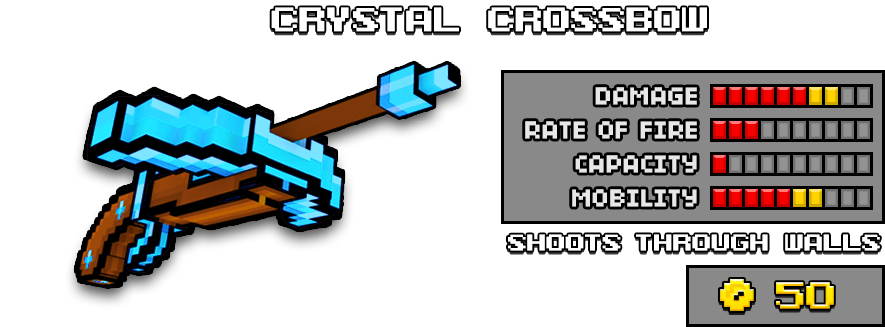 CRYSTAL CROSSBOW
DAMAGE
RATE OF FIRE
CAPACITY
MOBILITY
SHOOTS THROUGH WALLS
50